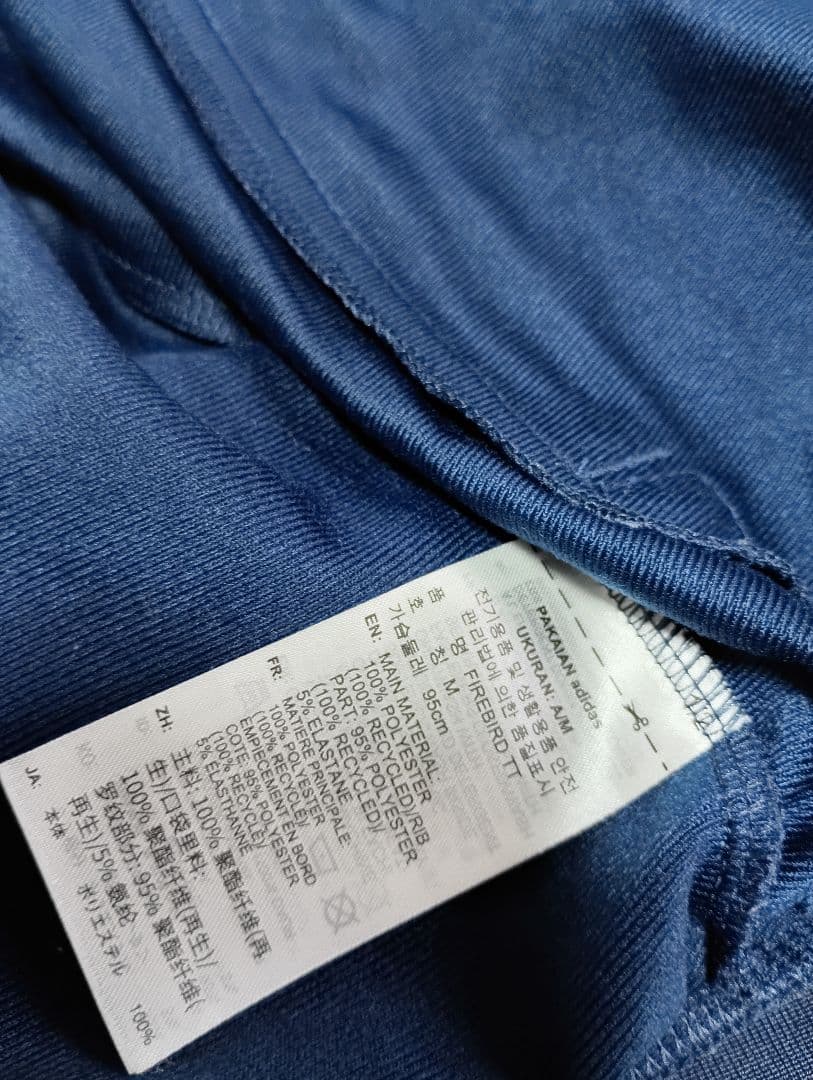 PAKAIAN adidas
UKURAN: A/M
전기용품 및 생활용품 안전
관리법에 의한 품질표시
품 명 FIREBIRD TT
호 칭 M
가슴둘레 95cm
EN: MAIN MATERIAL:
100% POLYESTER
(100% RECYCLED)/RIB
PART: 95% POLYESTER
(100% RECYCLED)/
5% ELASTANE
FR: MATIERE PRINCIPALE:
100% POLYESTER
(100% RECYCLE)/
EMPIECEMENT EN BORD
COTE: 95% POLYESTER
(100% RECYCLE)/
5% ELASTHANNE
ZH: 主料: 100% 聚酯纤维(再
生)/口袋里料:
100% 聚酯纤维(再生)/
罗纹部分: 95% 聚酯纤维(
再生)/5% 氨纶
JA: 本体 ポリエステル 100%